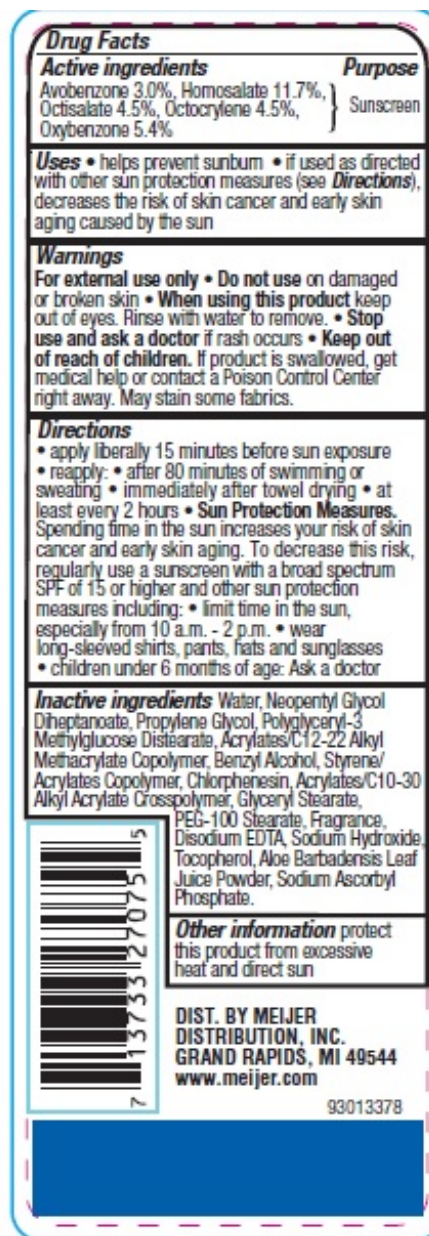 Drug Facts
Active ingredients Purpose
Avobenzone 3.0%, Homosalate 11.7%,
Octisalate 4.5%, Octocrylene 4.5%, Sunscreen
Oxybenzone 5.4%
Uses • helps prevent sunburn • if used as directed
with other sun protection measures (see Directions),
decreases the risk of skin cancer and early skin
aging caused by the sun
Warnings
For external use only • Do not use on damaged
or broken skin • When using this product keep
out of eyes. Rinse with water to remove. • Stop
use and ask a doctor if rash occurs • Keep out
of reach of children. If product is swallowed, get
medical help or contact a Poison Control Center
right away. May stain some fabrics.
Directions
• apply liberally 15 minutes before sun exposure
• reapply: • after 80 minutes of swimming or
sweating • immediately after towel drying • at
least every 2 hours • Sun Protection Measures.
Spending time in the sun increases your risk of skin
cancer and early skin aging. To decrease this risk,
regularly use a sunscreen with a broad spectrum
SPF of 15 or higher and other sun protection
measures including: • limit time in the sun,
especially from 10 a.m. - 2 p.m. • wear
long-sleeved shirts, pants, hats and sunglasses
• children under 6 months of age: Ask a doctor
Inactive ingredients Water, Neopentyl Glycol
Diheptanoate, Propylene Glycol, Polyglyceryl-3
Methylglucose Distearate, Acrylates/C12-22 Alkyl
Methacrylate Copolymer, Benzyl Alcohol, Styrene/
Acrylates Copolymer, Chlorphenesin, Acrylates/C10-30
Alkyl Acrylate Crosspolymer, Glyceryl Stearate,
PEG-100 Stearate, Fragrance,
Disodium EDTA, Sodium Hydroxide,
Tocopherol, Aloe Barbadensis Leaf
Juice Powder, Sodium Ascorbyl
Phosphate.
Other information protect
this product from excessive
heat and direct sun
7 13733 27075 5
DIST. BY MEIJER
DISTRIBUTION, INC.
GRAND RAPIDS, MI 49544
www.meijer.com
93013378